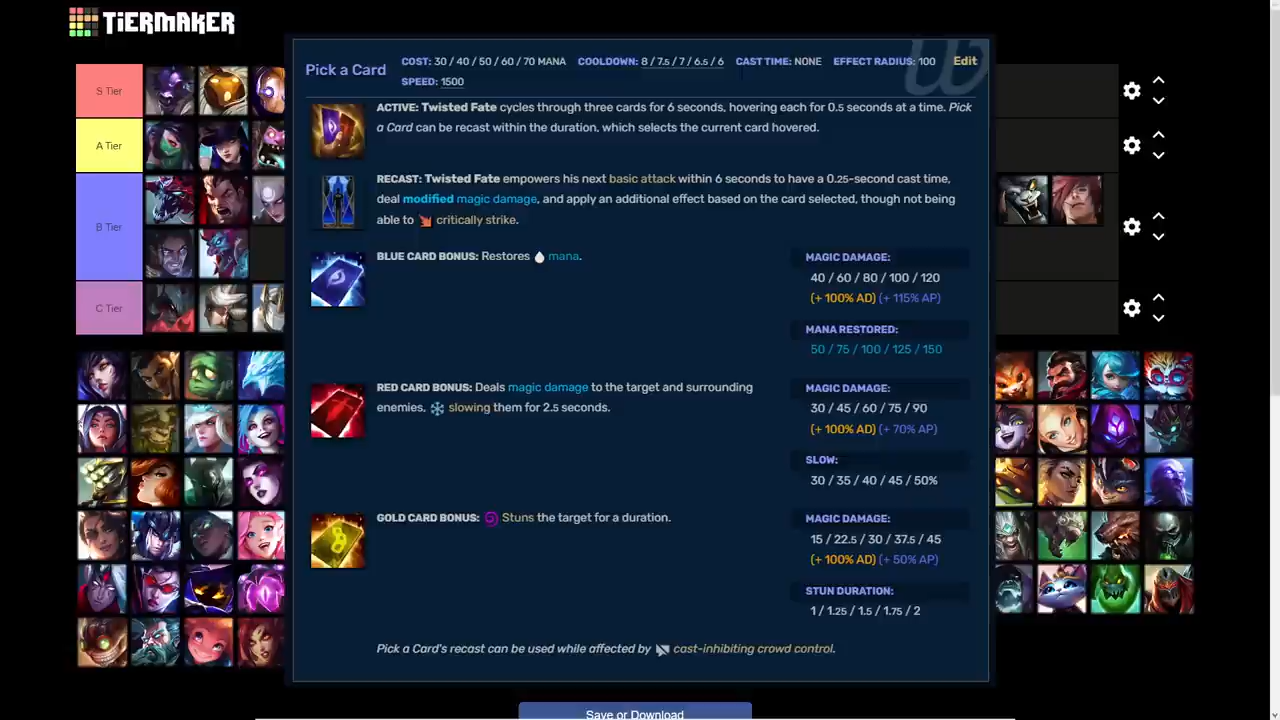 TIERMAKER
Pick a Card
COST: 30 / 40 / 50 / 60 / 70 MANA COOLDOWN: 8 / 7.5 / 7 / 6.5 / 6 CAST TIME: NONE EFFECT RADIUS: 100
SPEED: 1500
Edit
ACTIVE: Twisted Fate cycles through three cards for 6 seconds, hovering each for 0.5 seconds at a time. Pick
a Card can be recast within the duration, which selects the current card hovered.
RECAST: Twisted Fate empowers his next basic attack within 6 seconds to have a 0.25-second cast time,
deal modified magic damage, and apply an additional effect based on the card selected, though not being
able to critically strike.
BLUE CARD BONUS: Restores mana.
MAGIC DAMAGE:
40 / 60 / 80 / 100 / 120
(+ 100% AD) (+ 115% AP)
MANA RESTORED:
50 / 75 / 100 / 125 / 150
RED CARD BONUS: Deals magic damage to the target and surrounding
enemies, slowing them for 2.5 seconds.
MAGIC DAMAGE:
30 / 45 / 60 / 75 / 90
(+ 100% AD) (+ 70% AP)
SLOW:
30 / 35 / 40 / 45 / 50%
GOLD CARD BONUS: Stuns the target for a duration.
MAGIC DAMAGE:
15 / 22.5 / 30 / 37.5 / 45
(+ 100% AD) (+ 50% AP)
STUN DURATION:
1 / 1.25 / 1.5 / 1.75 / 2
Pick a Card's recast can be used while affected by cast-inhibiting crowd control.
S Tier
A Tier
B Tier
C Tier
Save or Download